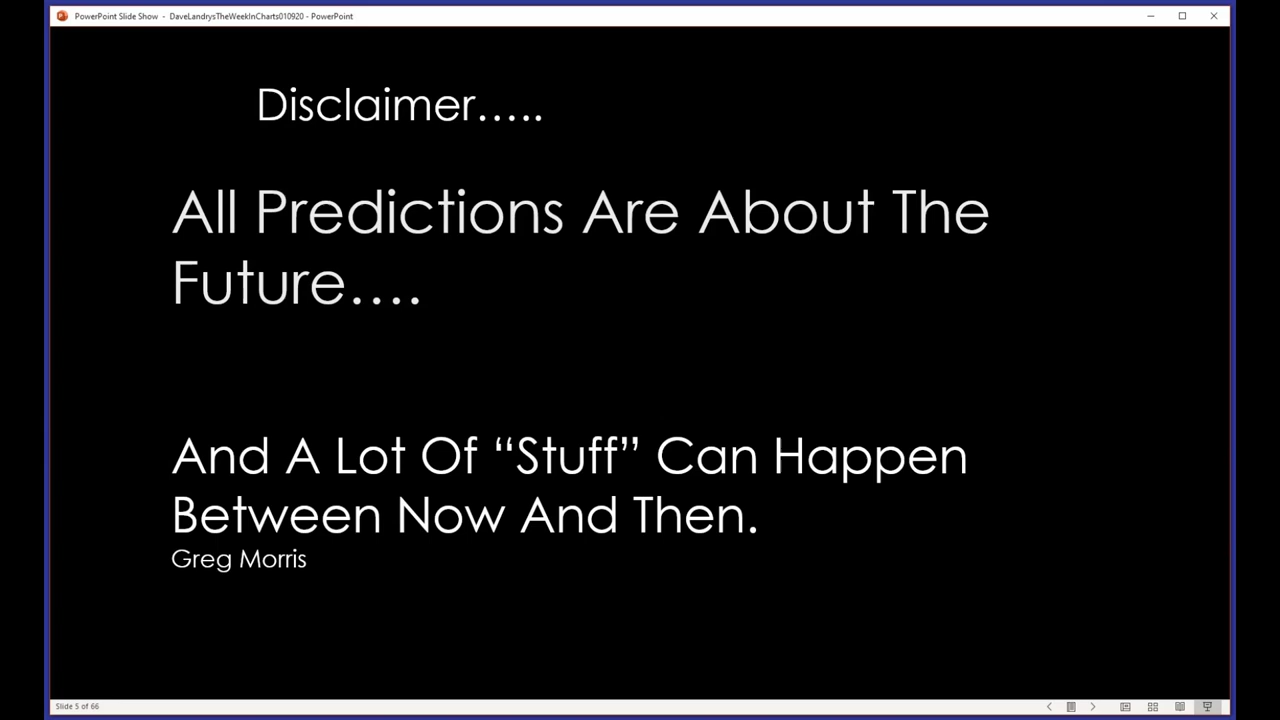 PowerPoint Slide Show - DaveLandrysTheWeekInCharts010920 - PowerPoint
Disclaimer.....
All Predictions Are About The
Future....
And A Lot Of “Stuff” Can Happen
Between Now And Then.
Greg Morris
Slide 5 of 66